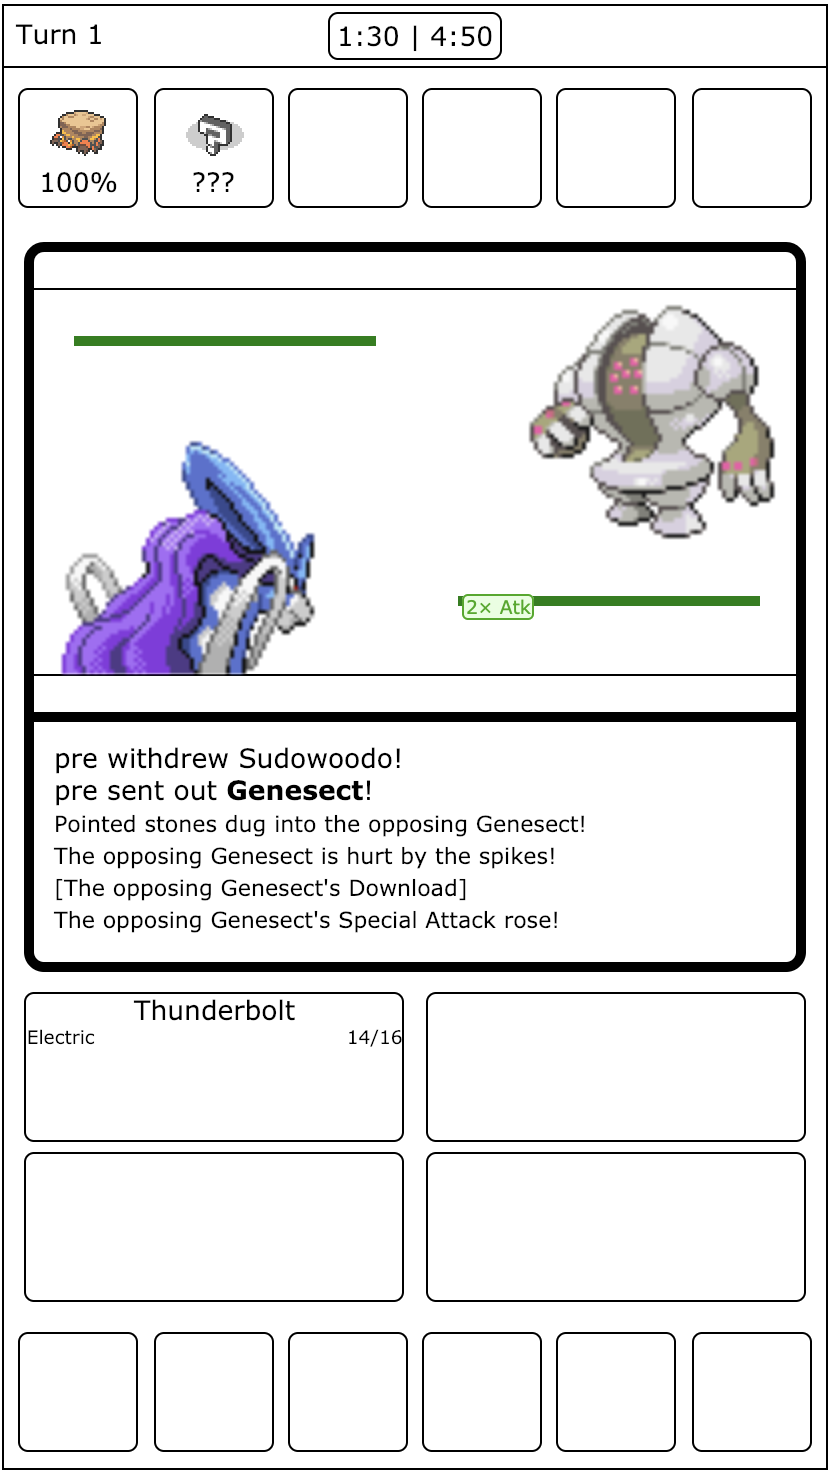 Turn 1
1:30 | 4:50
100%
???
2× Atk
pre withdrew Sudowoodo!
pre sent out Genesect!
Pointed stones dug into the opposing Genesect!
The opposing Genesect is hurt by the spikes!
[The opposing Genesect's Download]
The opposing Genesect's Special Attack rose!
Thunderbolt
Electric 14/16